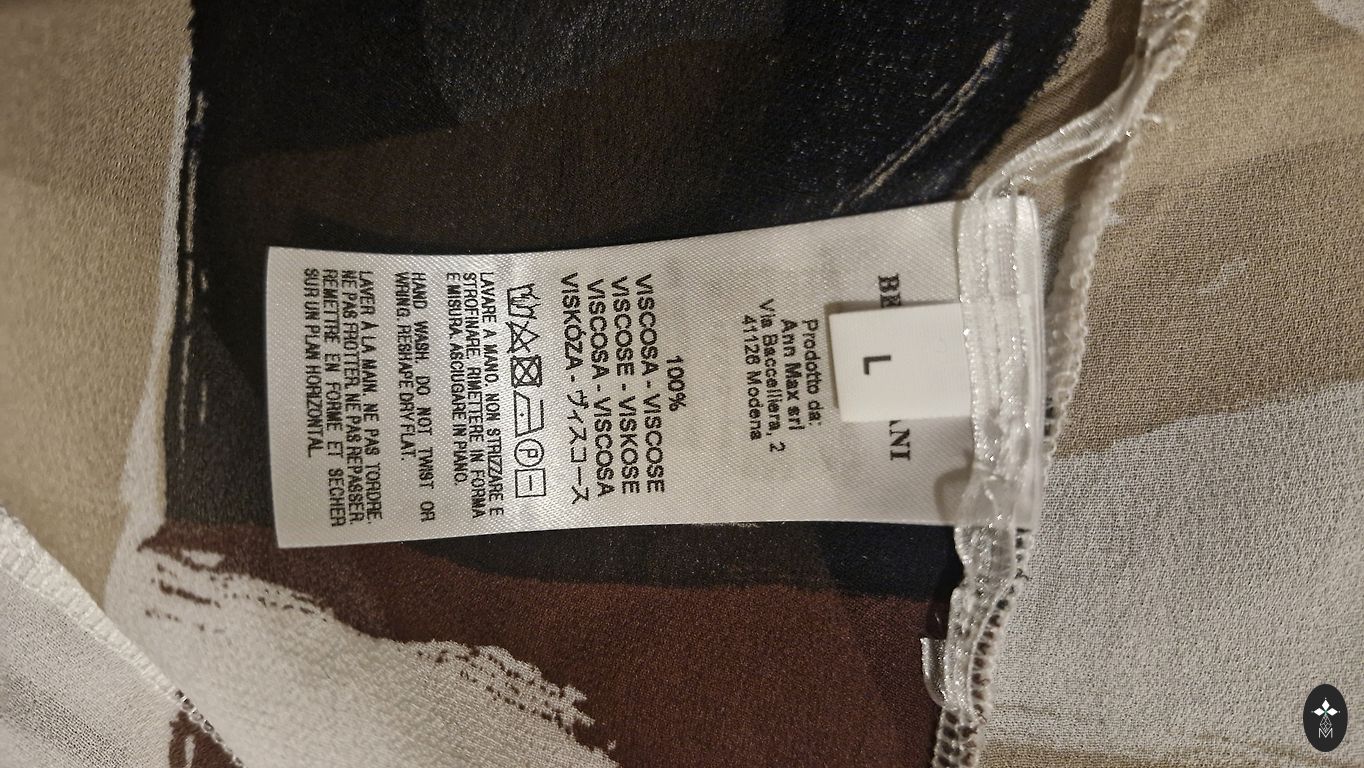 L
Prodotto da:
Ann Max srl
Via Baccelliera, 2
41126 Modena
100%
VISCOSA - VISCOSE
VISCOSE - VISKOSE
VISCOSA - VISCOSA
VISKÓZA - ヴィスコース
P
LAVARE A MANO. NON STRIZZARE E
STROFINARE. RIMETTERE IN FORMA
E MISURA. ASCIUGARE IN PIANO.
HAND WASH. DO NOT TWIST OR
WRING. RESHAPE DRY FLAT.
LAVER À LA MAIN. NE PAS TORDRE.
NE PAS FROTTER. NE PAS REPASSER.
REMETTRE EN FORME ET SECHER
SUR UN PLAN HORIZONTAL.
M